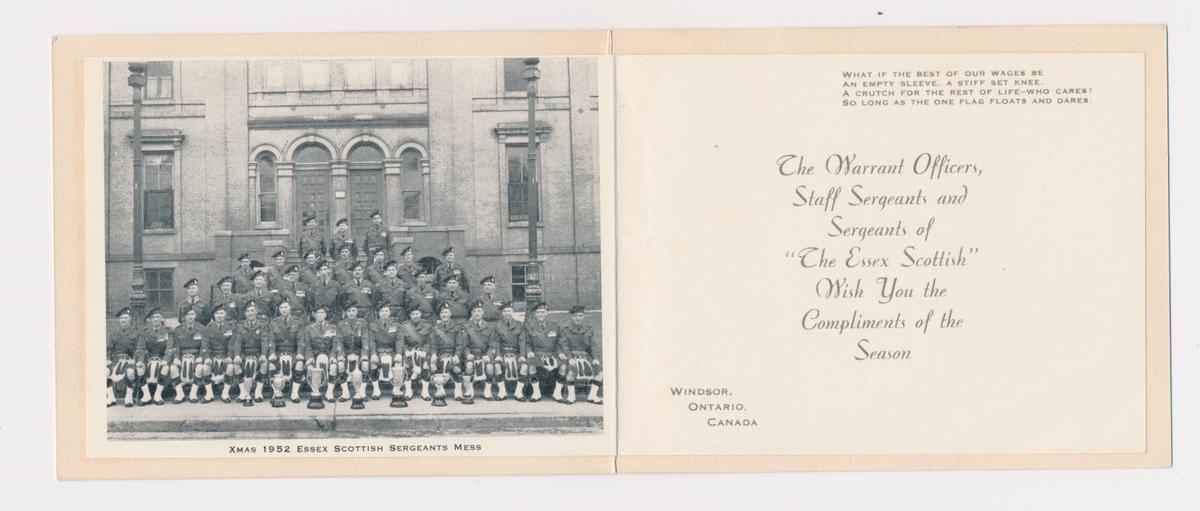 Xmas 1952 Essex Scottish Sergeants Mess
What if the best of our wages be
An empty sleeve, a stiff set knee,
A crutch for the rest of life—who cares?
So long as the one flag floats and dares.
The Warrant Officers,
Staff Sergeants and
Sergeants of
"The Essex Scottish"
Wish You the
Compliments of the
Season
Windsor,
Ontario,
Canada